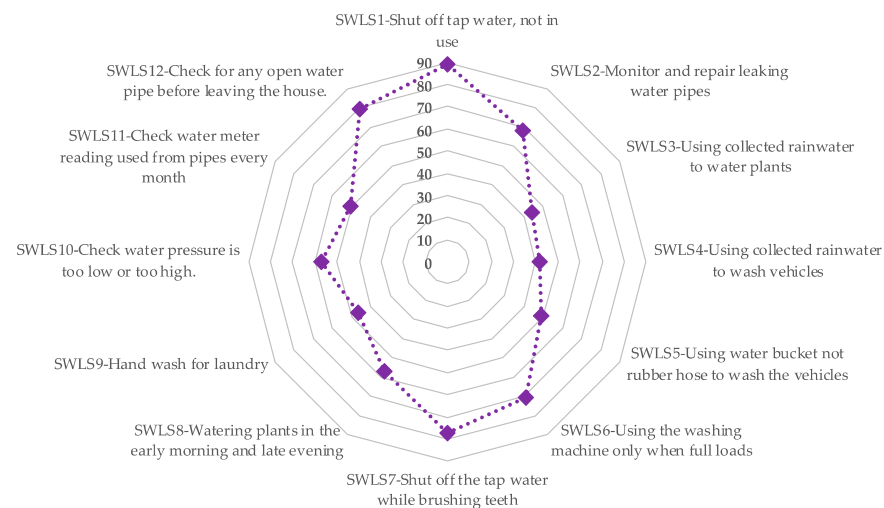 SWLS1-Shut off tap water, not in
use
SWLS2-Monitor and repair leaking
water pipes
SWLS3-Using collected rainwater
to water plants
SWLS4-Using collected rainwater
to wash vehicles
SWLS5-Using water bucket not
rubber hose to wash the vehicles
SWLS6-Using the washing
machine only when full loads
SWLS7-Shut off the tap water
while brushing teeth
SWLS8-Watering plants in the
early morning and late evening
SWLS9-Hand wash for laundry
SWLS10-Check water pressure is
too low or too high.
SWLS11-Check water meter
reading used from pipes every
month
SWLS12-Check for any open water
pipe before leaving the house.
90
80
70
60
50
40
30
20
10
0